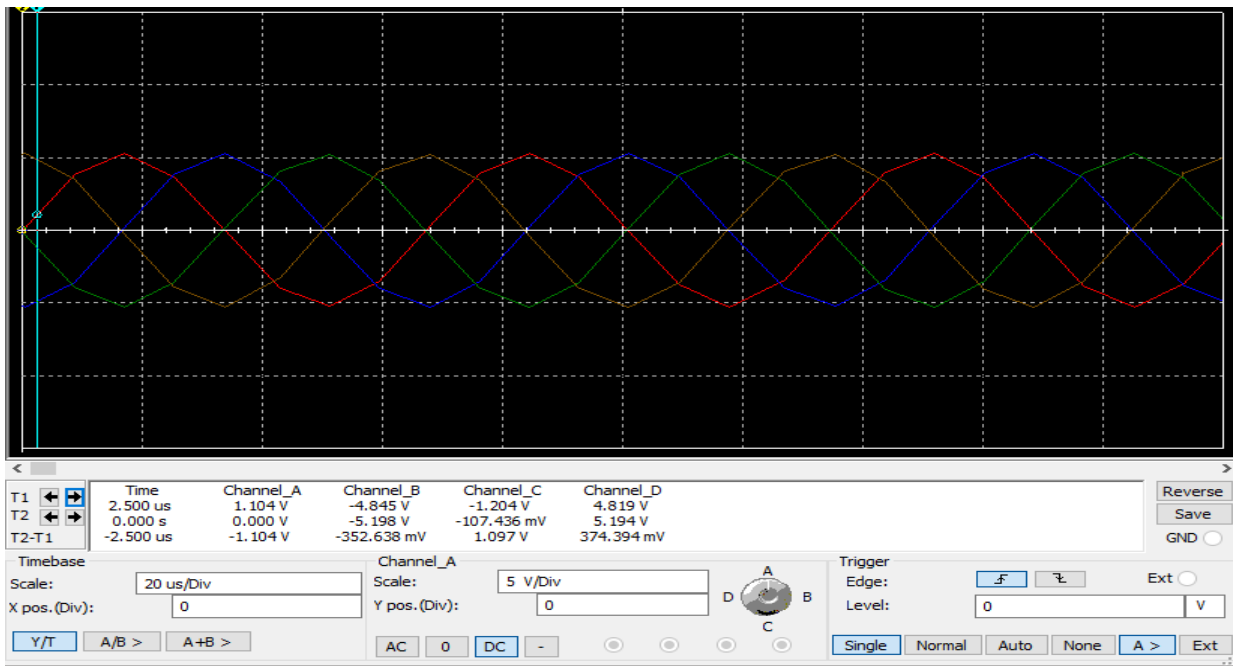 Time Channel_A Channel_B Channel_C Channel_D
T1 2.500 us 1.104 V -4.845 V -1.204 V 4.819 V
T2 0.000 s 0.000 V -5.198 V -107.436 mV 5.194 V
T2-T1 -2.500 us -1.104 V -352.638 mV 1.097 V 374.394 mV
Reverse
Save
GND
Timebase
Scale: 20 us/Div
X pos.(Div): 0
Y/T A/B > A+B >
Channel_A
Scale: 5 V/Div
Y pos.(Div): 0
AC 0 DC -
A
D B
C
Trigger
Edge: Ext
Level: 0 V
Single Normal Auto None A > Ext